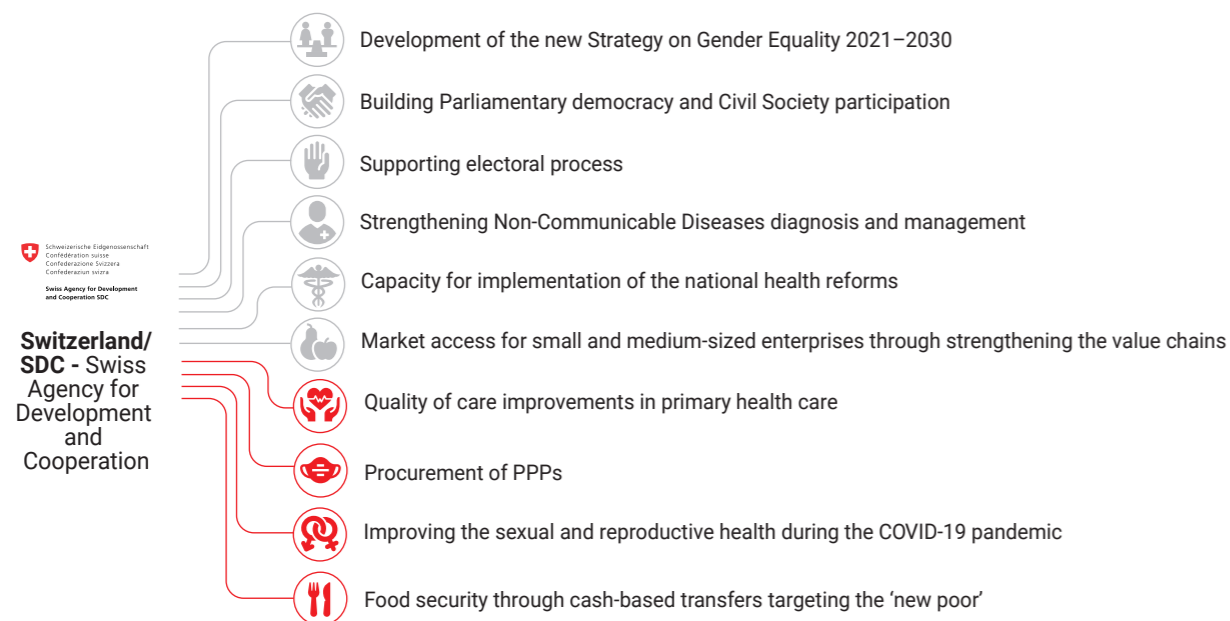 Development of the new Strategy on Gender Equality 2021–2030
Building Parliamentary democracy and Civil Society participation
Supporting electoral process
Strengthening Non-Communicable Diseases diagnosis and management
Schweizerische Eidgenossenschaft
Confédération suisse
Confederazione Svizzera
Confederaziun svizra
Swiss Agency for Development
and Cooperation SDC
Capacity for implementation of the national health reforms
Switzerland/
SDC - Swiss
Agency for
Development
and
Cooperation
Market access for small and medium-sized enterprises through strengthening the value chains
Quality of care improvements in primary health care
Procurement of PPPs
Improving the sexual and reproductive health during the COVID-19 pandemic
Food security through cash-based transfers targeting the ‘new poor’